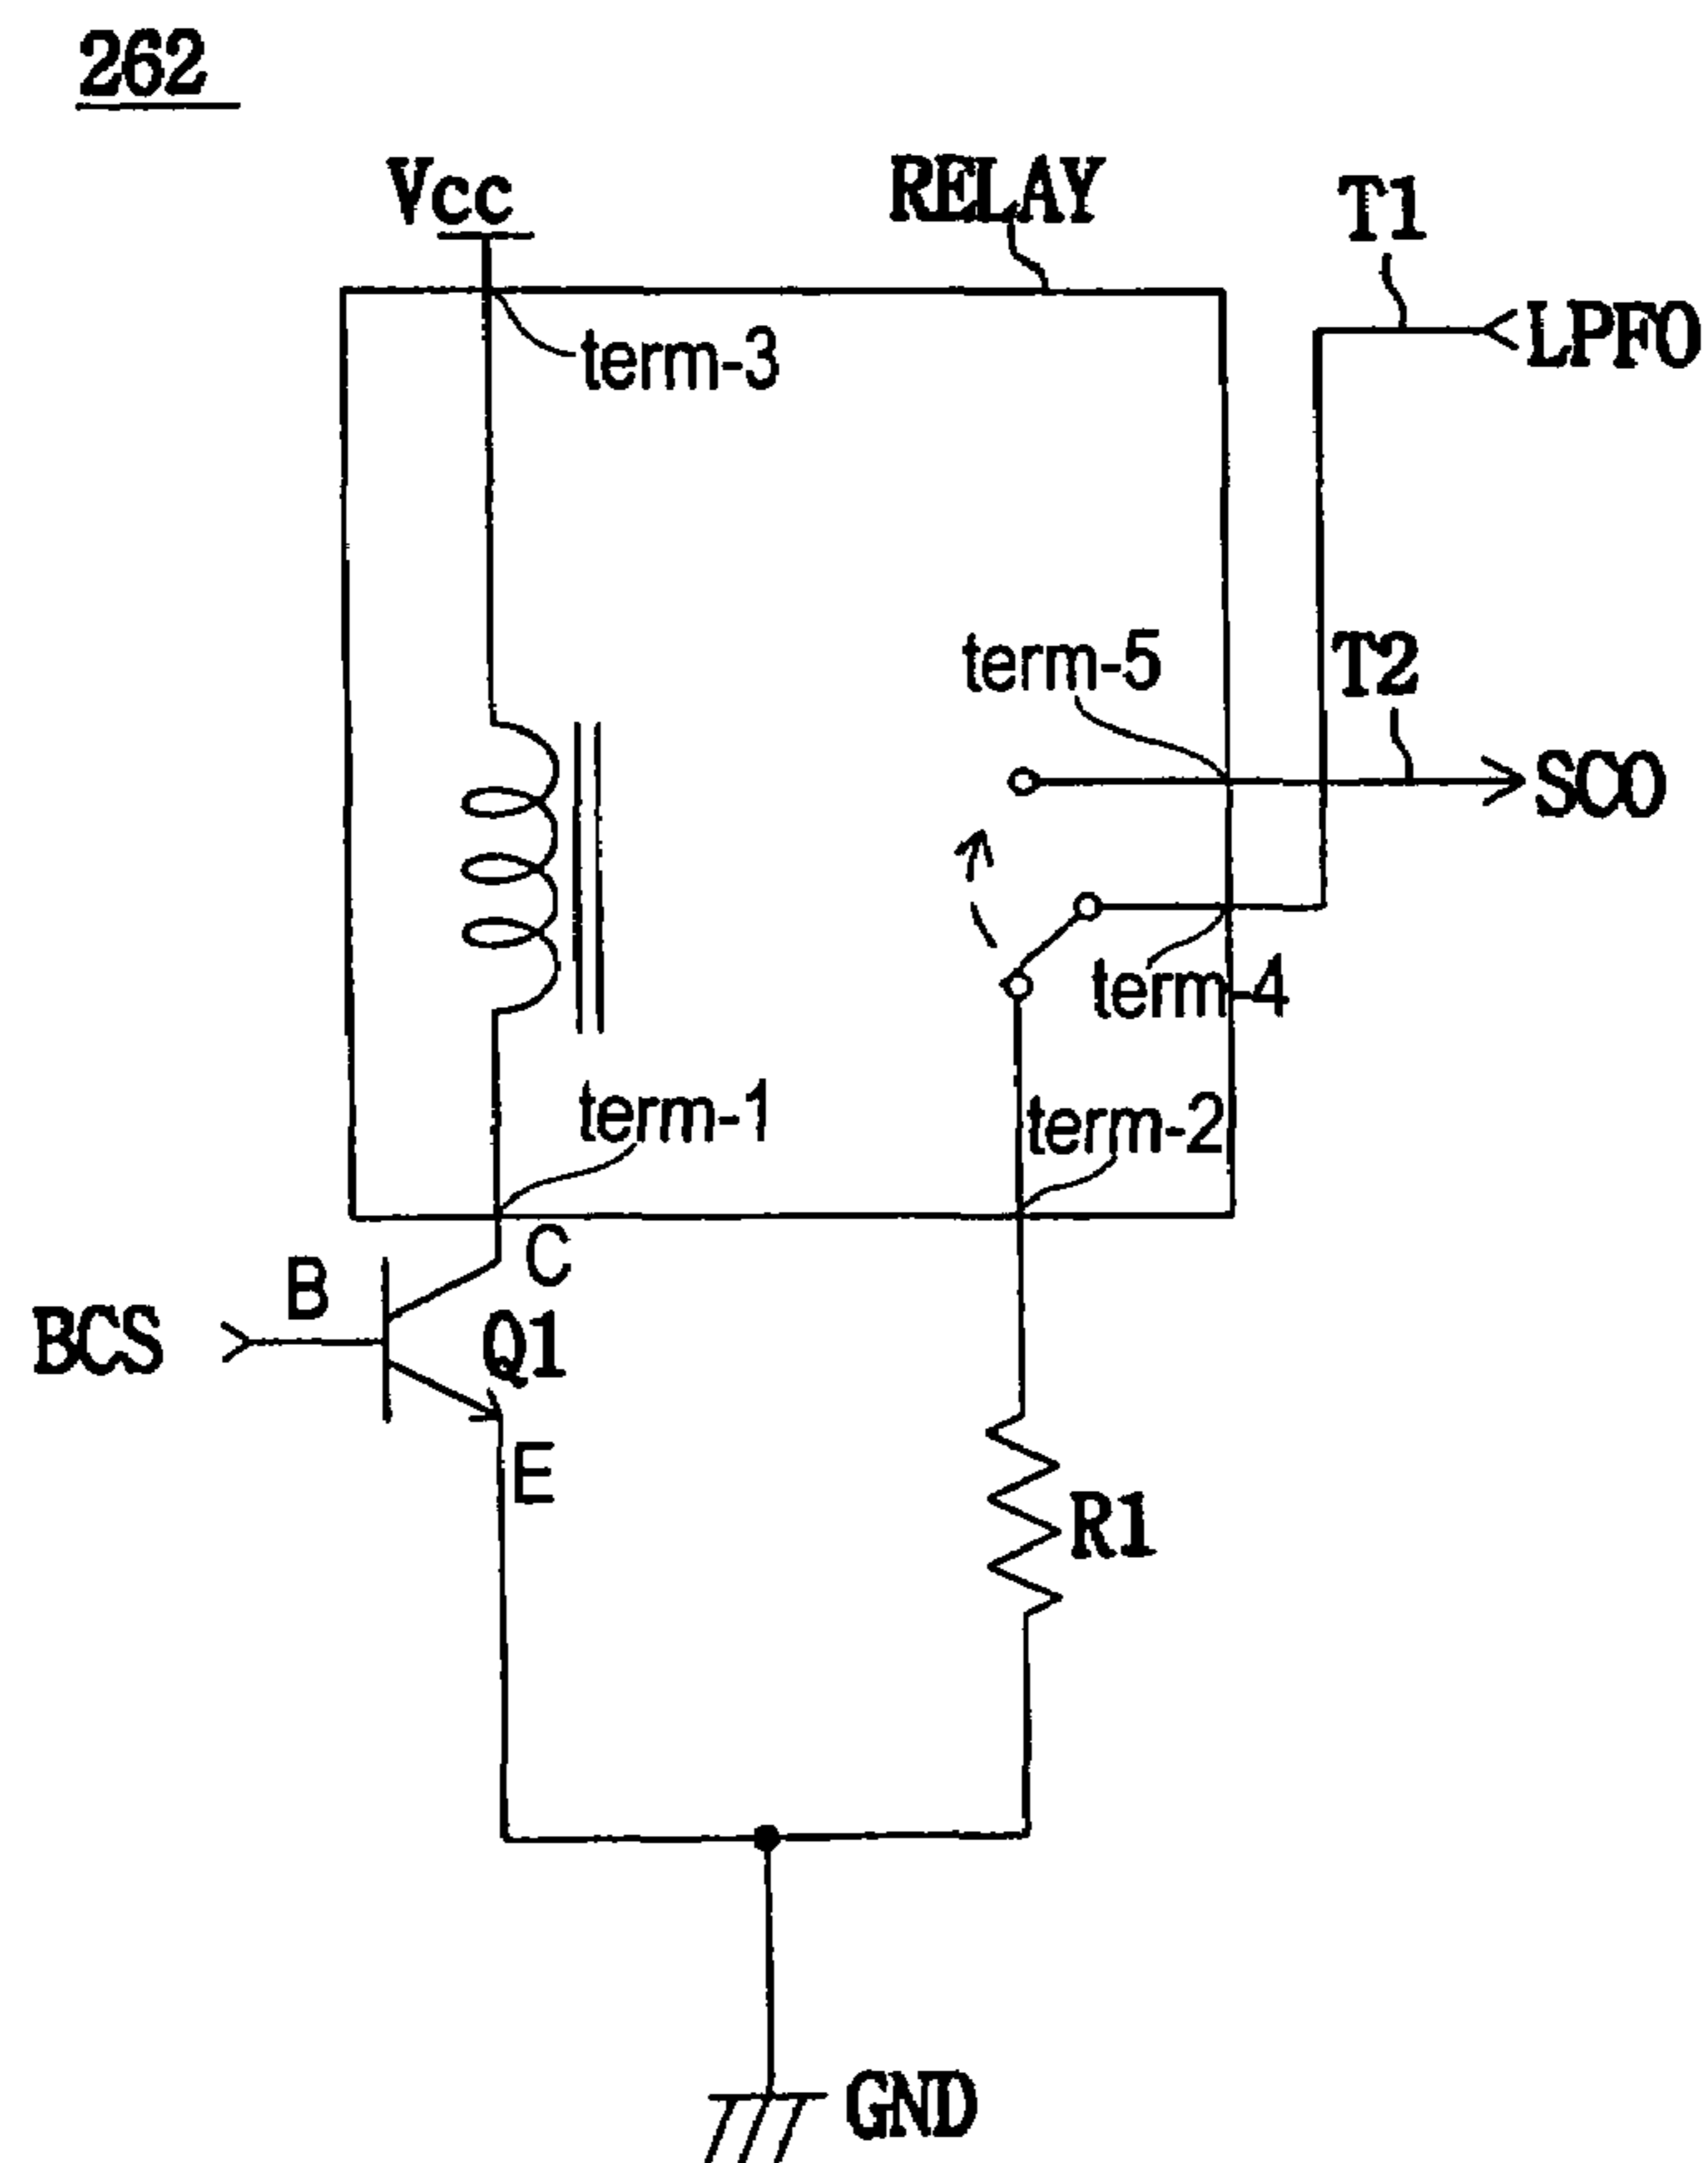 262
Vcc
RELAY
T1
LPFO
term-3
term-5
T2
SCO
term-4
term-1
term-2
C
B
BCS
Q1
E
R1
GND